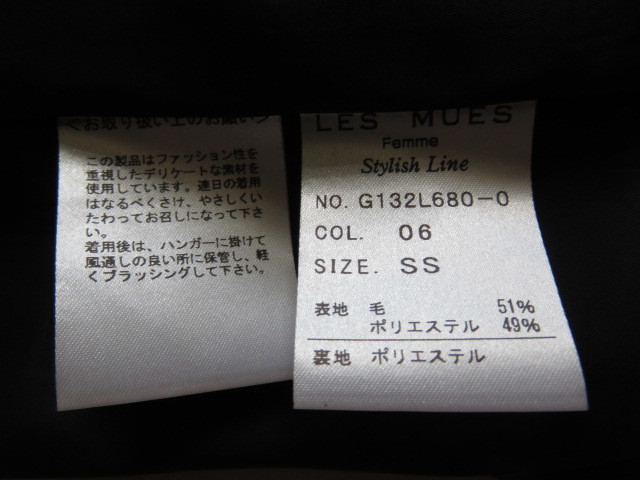 <お取り扱い上のお願い>
この製品はファッション性を
重視したデリケートな素材を
使用しています。連日の着用
はなるべくさけ、やさしくい
たわってお召しになって下さ
い。
着用後は、ハンガーに掛けて
風通しの良い所に保管し、軽
くブラッシングして下さい。
LES MUES
Femme
Stylish Line
NO. G132L680-0
COL. 06
SIZE. SS
表地 毛 51%
ポリエステル 49%
裏地 ポリエステル